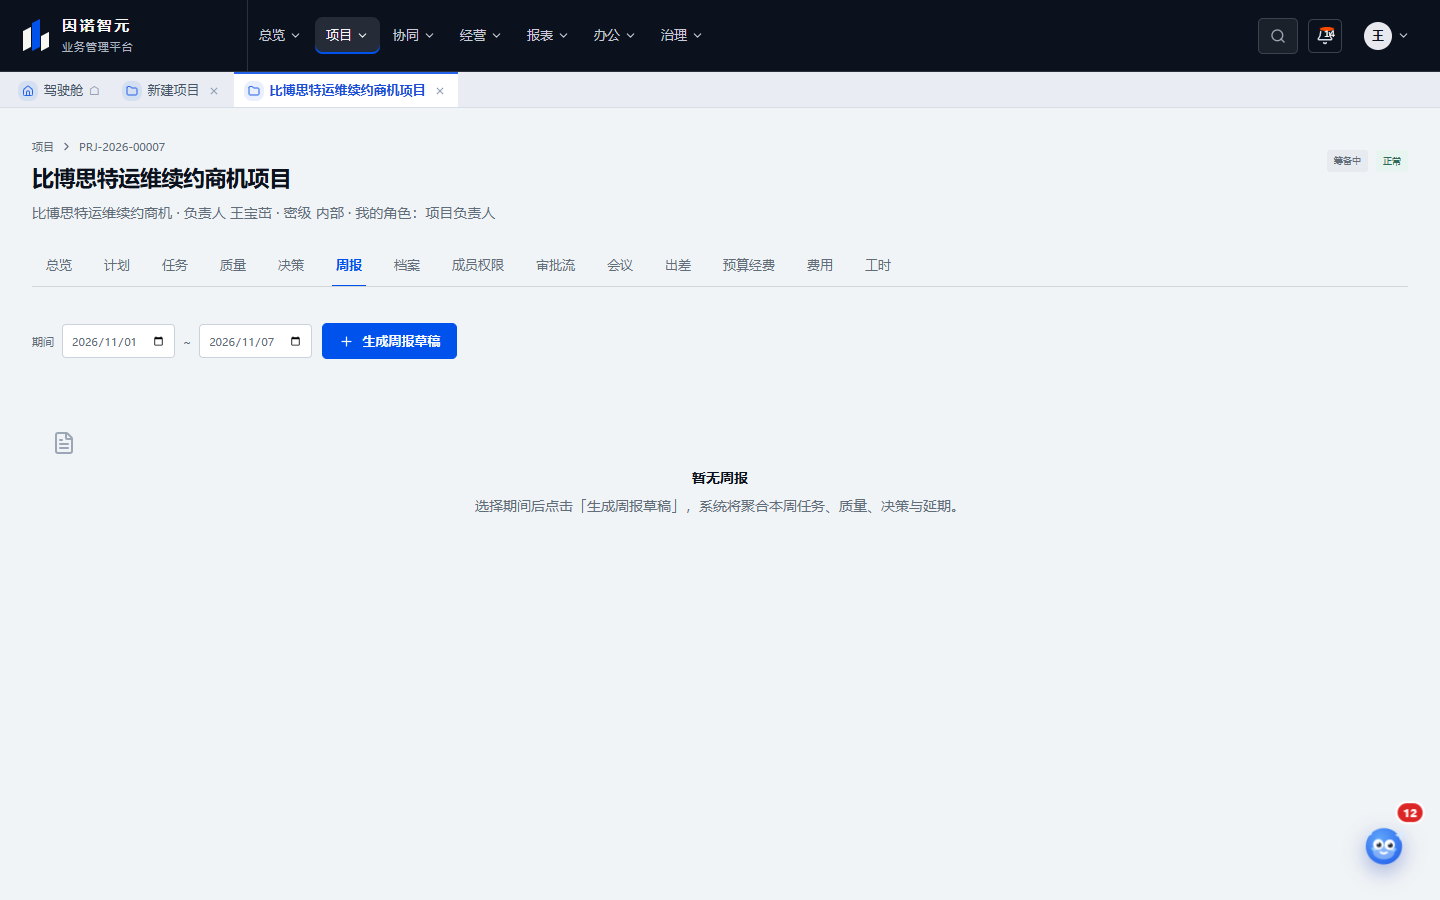 因诺智元
业务管理平台
总览 项目 协同 经营 报表 办公 治理
14
王
驾驶舱 新建项目 比博思特运维续约商机项目
项目 > PRJ-2026-00007
比博思特运维续约商机项目
筹备中 正常
比博思特运维续约商机 · 负责人 王宝茁 · 密级 内部 · 我的角色：项目负责人
总览 计划 任务 质量 决策 周报 档案 成员权限 审批流 会议 出差 预算经费 费用 工时
期间 2026/11/01 ~ 2026/11/07 + 生成周报草稿
暂无周报
选择期间后点击「生成周报草稿」，系统将聚合本周任务、质量、决策与延期。
12